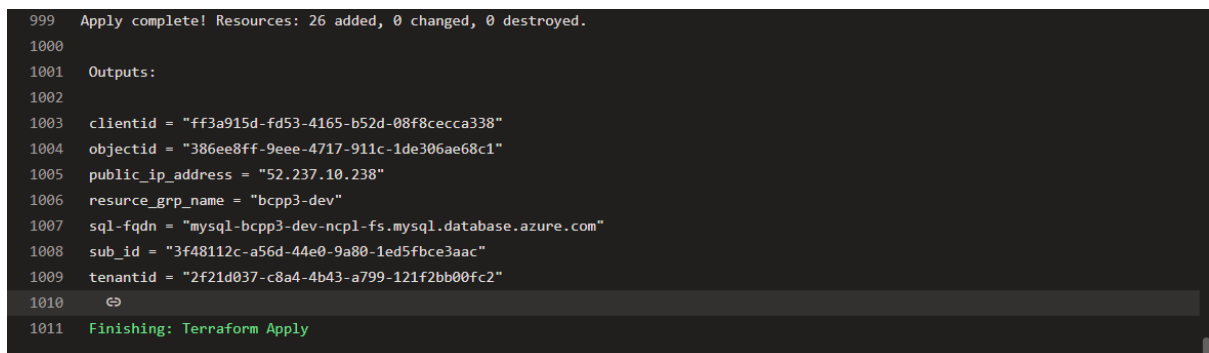 999 Apply complete! Resources: 26 added, 0 changed, 0 destroyed.
1000
1001 Outputs:
1002
1003 clientid = "ff3a915d-fd53-4165-b52d-08f8cecca338"
1004 objectid = "386ee8ff-9eee-4717-911c-1de306ae68c1"
1005 public_ip_address = "52.237.10.238"
1006 resurce_grp_name = "bcpp3-dev"
1007 sql-fqdn = "mysql-bcpp3-dev-ncpl-fs.mysql.database.azure.com"
1008 sub_id = "3f48112c-a56d-44e0-9a80-1ed5fbce3aac"
1009 tenantid = "2f21d037-c8a4-4b43-a799-121f2bb00fc2"
1010
1011 Finishing: Terraform Apply